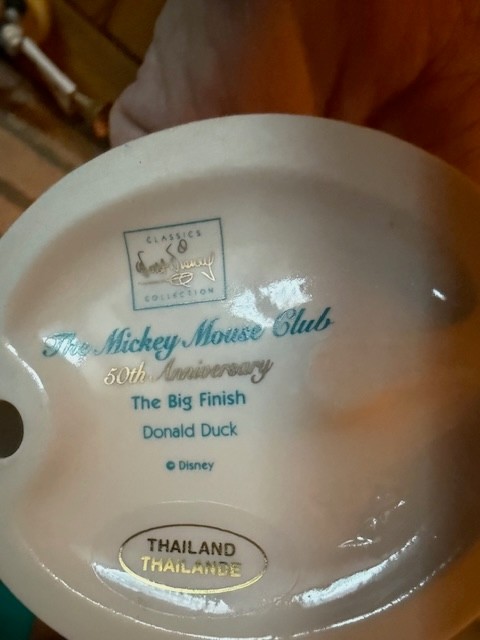 CLASSICS
Walt Disney
COLLECTION
The Mickey Mouse Club
50th Anniversary
The Big Finish
Donald Duck
© Disney
THAILAND
THAILANDE